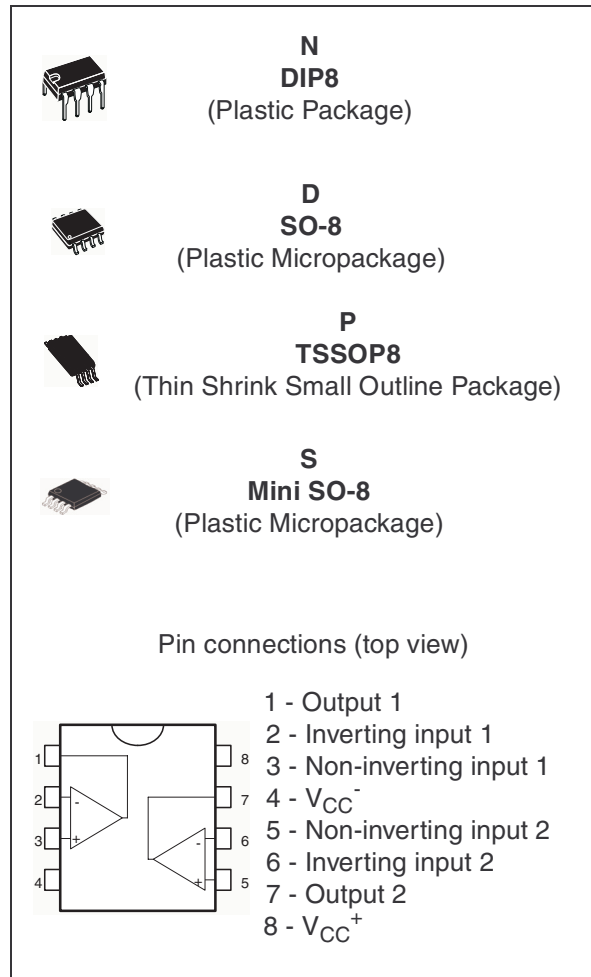 N
DIP8
(Plastic Package)
D
SO-8
(Plastic Micropackage)
P
TSSOP8
(Thin Shrink Small Outline Package)
S
Mini SO-8
(Plastic Micropackage)
Pin connections (top view)
1 - Output 1
2 - Inverting input 1
3 - Non-inverting input 1
4 - VCC-
5 - Non-inverting input 2
6 - Inverting input 2
7 - Output 2
8 - VCC+
1
2
3
4
8
7
6
5
-
+
-
+